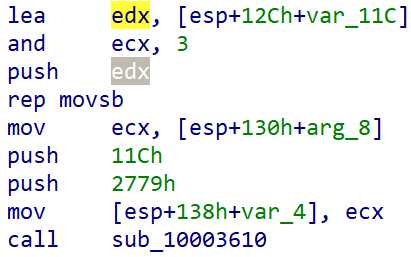 lea edx, [esp+12Ch+var_11C]
and ecx, 3
push edx
rep movsb
mov ecx, [esp+130h+arg_8]
push 11Ch
push 2779h
mov [esp+138h+var_4], ecx
call sub_10003610